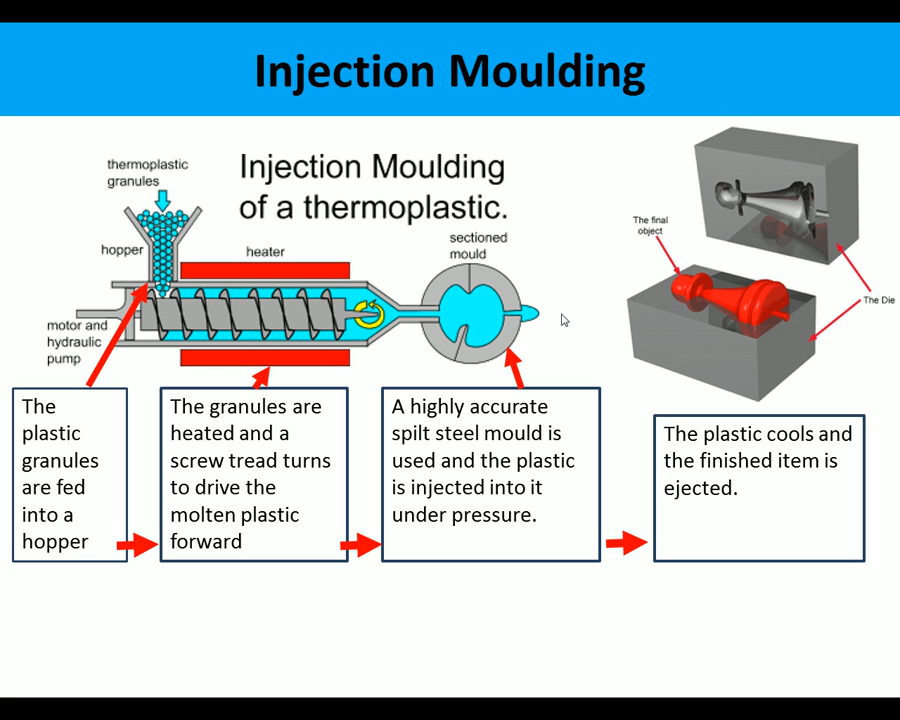 Injection Moulding
Injection Moulding
of a thermoplastic.
thermoplastic
granules
hopper
heater
sectioned
mould
motor and
hydraulic
pump
The final
object
The Die
The
plastic
granules
are fed
into a
hopper
The granules are
heated and a
screw tread turns
to drive the
molten plastic
forward
A highly accurate
spilt steel mould is
used and the plastic
is injected into it
under pressure.
The plastic cools and
the finished item is
ejected.